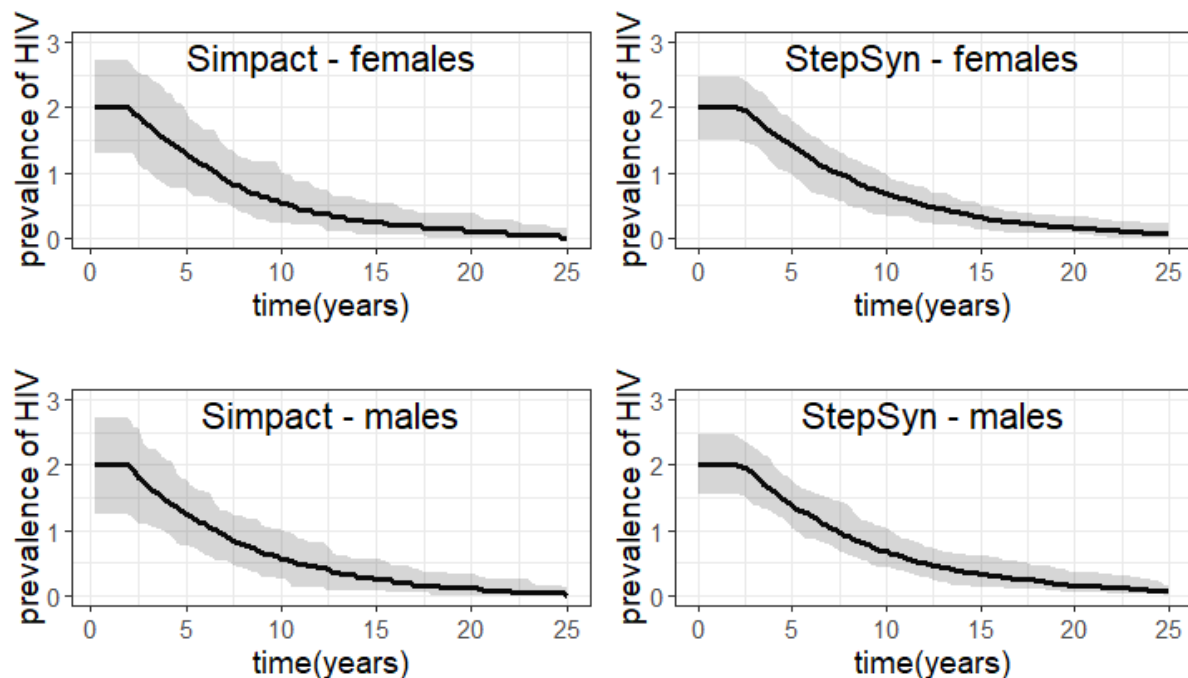 Simpact - females
prevalence of HIV
3
2
1
0
0 5 10 15 20 25
time(years)
StepSyn - females
prevalence of HIV
3
2
1
0
0 5 10 15 20 25
time(years)
Simpact - males
prevalence of HIV
3
2
1
0
0 5 10 15 20 25
time(years)
StepSyn - males
prevalence of HIV
3
2
1
0
0 5 10 15 20 25
time(years)